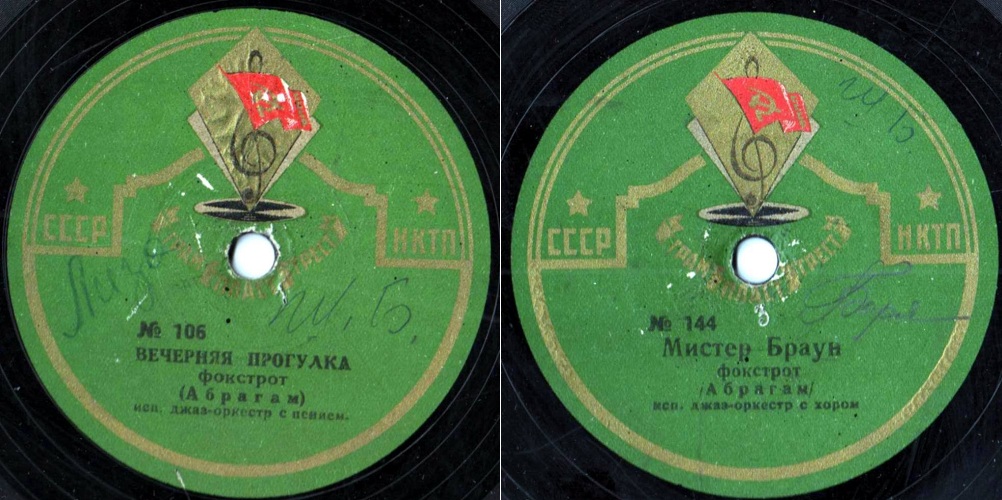 СССР
НКТП
№ 106
ВЕЧЕРНЯЯ ПРОГУЛКА
фокстрот
(Абрагам)
исп. джаз-оркестр с пением.
Ш. Б.
СССР
НКТП
ГРАМПЛАСТТРЕСТ
№ 144
Мистер Браун
фокстрот
/Абрагам/
исп. джаз-оркестр с хором